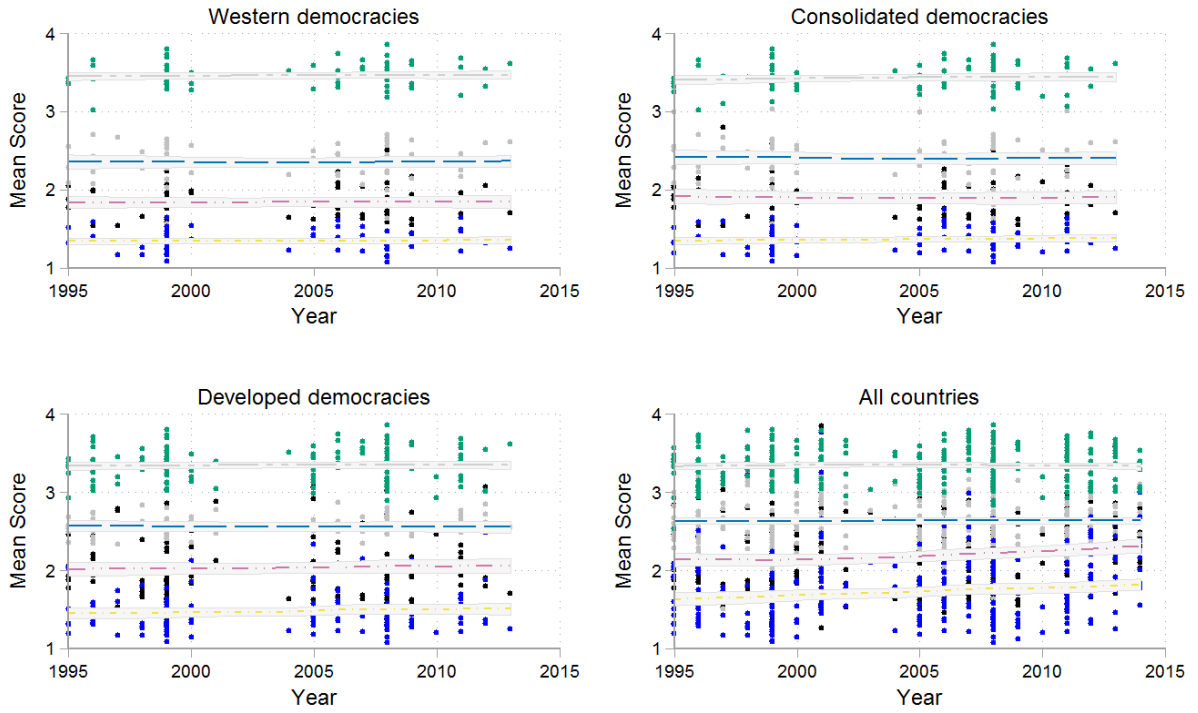 Western democracies
Mean Score
4
3
2
1
1995 2000 2005 2010 2015
Year
Consolidated democracies
Mean Score
4
3
2
1
1995 2000 2005 2010 2015
Year
Developed democracies
Mean Score
4
3
2
1
1995 2000 2005 2010 2015
Year
All countries
Mean Score
4
3
2
1
1995 2000 2005 2010 2015
Year